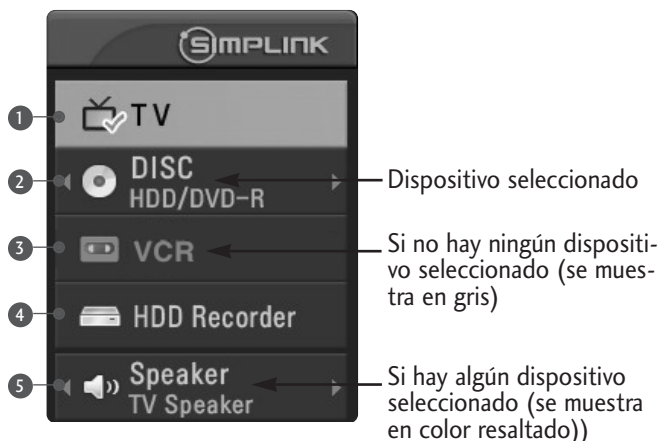 SIMPLINK
1 TV
2 DISC
HDD/DVD-R
Dispositivo seleccionado
3 VCR
Si no hay ningún dispositi-
vo seleccionado (se mues-
tra en gris)
4 HDD Recorder
5 Speaker
TV Speaker
Si hay algún dispositivo
seleccionado (se muestra
en color resaltado))